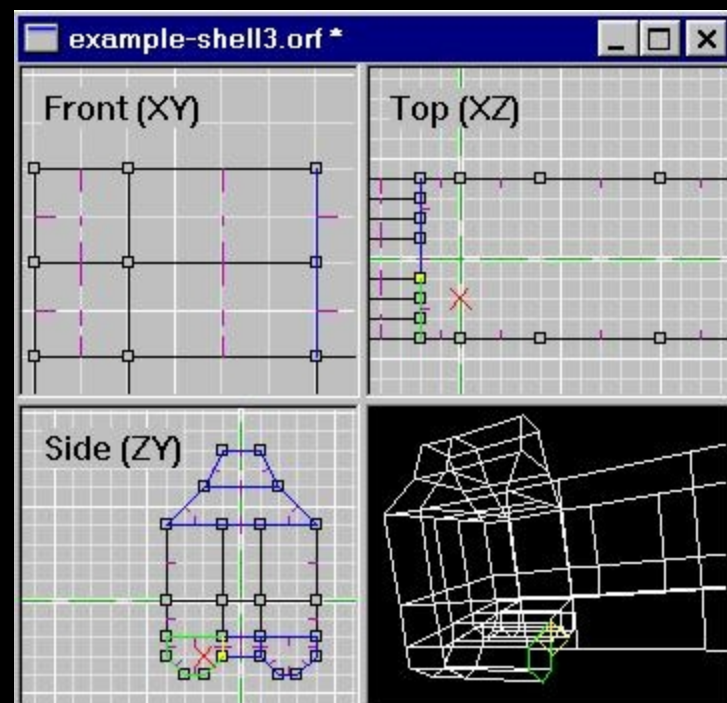 example-shell3.orf *
Front (XY)
Top (XZ)
Side (ZY)